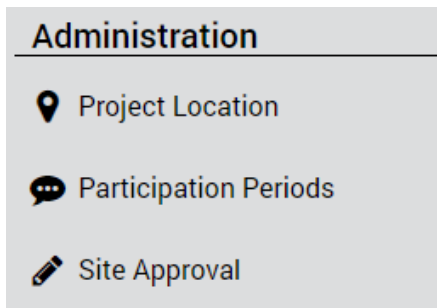 Administration
Project Location
Participation Periods
Site Approval